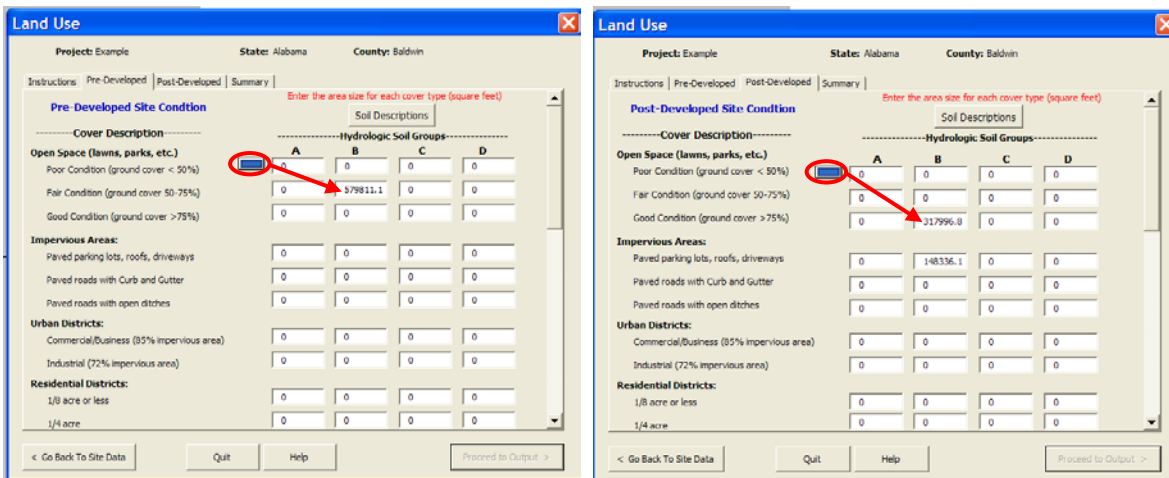 Land Use
Project: Example State: Alabama County: Baldwin
Instructions Pre-Developed Post-Developed Summary
Enter the area size for each cover type (square feet)
Pre-Developed Site Condtion
Soil Descriptions
---------Cover Description---------
---------------Hydrologic Soil Groups---------------
Open Space (lawns, parks, etc.) A B C D
Poor Condition (ground cover < 50%) 0 0 0 0
Fair Condition (ground cover 50-75%) 0 579811.1 0 0
Good Condition (ground cover >75%) 0 0 0 0
Impervious Areas:
Paved parking lots, roofs, driveways 0 0 0 0
Paved roads with Curb and Gutter 0 0 0 0
Paved roads with open ditches 0 0 0 0
Urban Districts:
Commercial/Business (85% impervious area) 0 0 0 0
Industrial (72% impervious area) 0 0 0 0
Residential Districts:
1/8 acre or less 0 0 0 0
1/4 acre 0 0 0 0
< Go Back To Site Data Quit Help Proceed to Output >
Land Use
Project: Example State: Alabama County: Baldwin
Instructions Pre-Developed Post-Developed Summary
Enter the area size for each cover type (square feet)
Post-Developed Site Condtion
Soil Descriptions
---------Cover Description---------
---------------Hydrologic Soil Groups---------------
Open Space (lawns, parks, etc.) A B C D
Poor Condition (ground cover < 50%) 0 0 0 0
Fair Condition (ground cover 50-75%) 0 0 0 0
Good Condition (ground cover >75%) 0 317996.8 0 0
Impervious Areas:
Paved parking lots, roofs, driveways 0 148336.1 0 0
Paved roads with Curb and Gutter 0 0 0 0
Paved roads with open ditches 0 0 0 0
Urban Districts:
Commercial/Business (85% impervious area) 0 0 0 0
Industrial (72% impervious area) 0 0 0 0
Residential Districts:
1/8 acre or less 0 0 0 0
1/4 acre 0 0 0 0
< Go Back To Site Data Quit Help Proceed to Output >